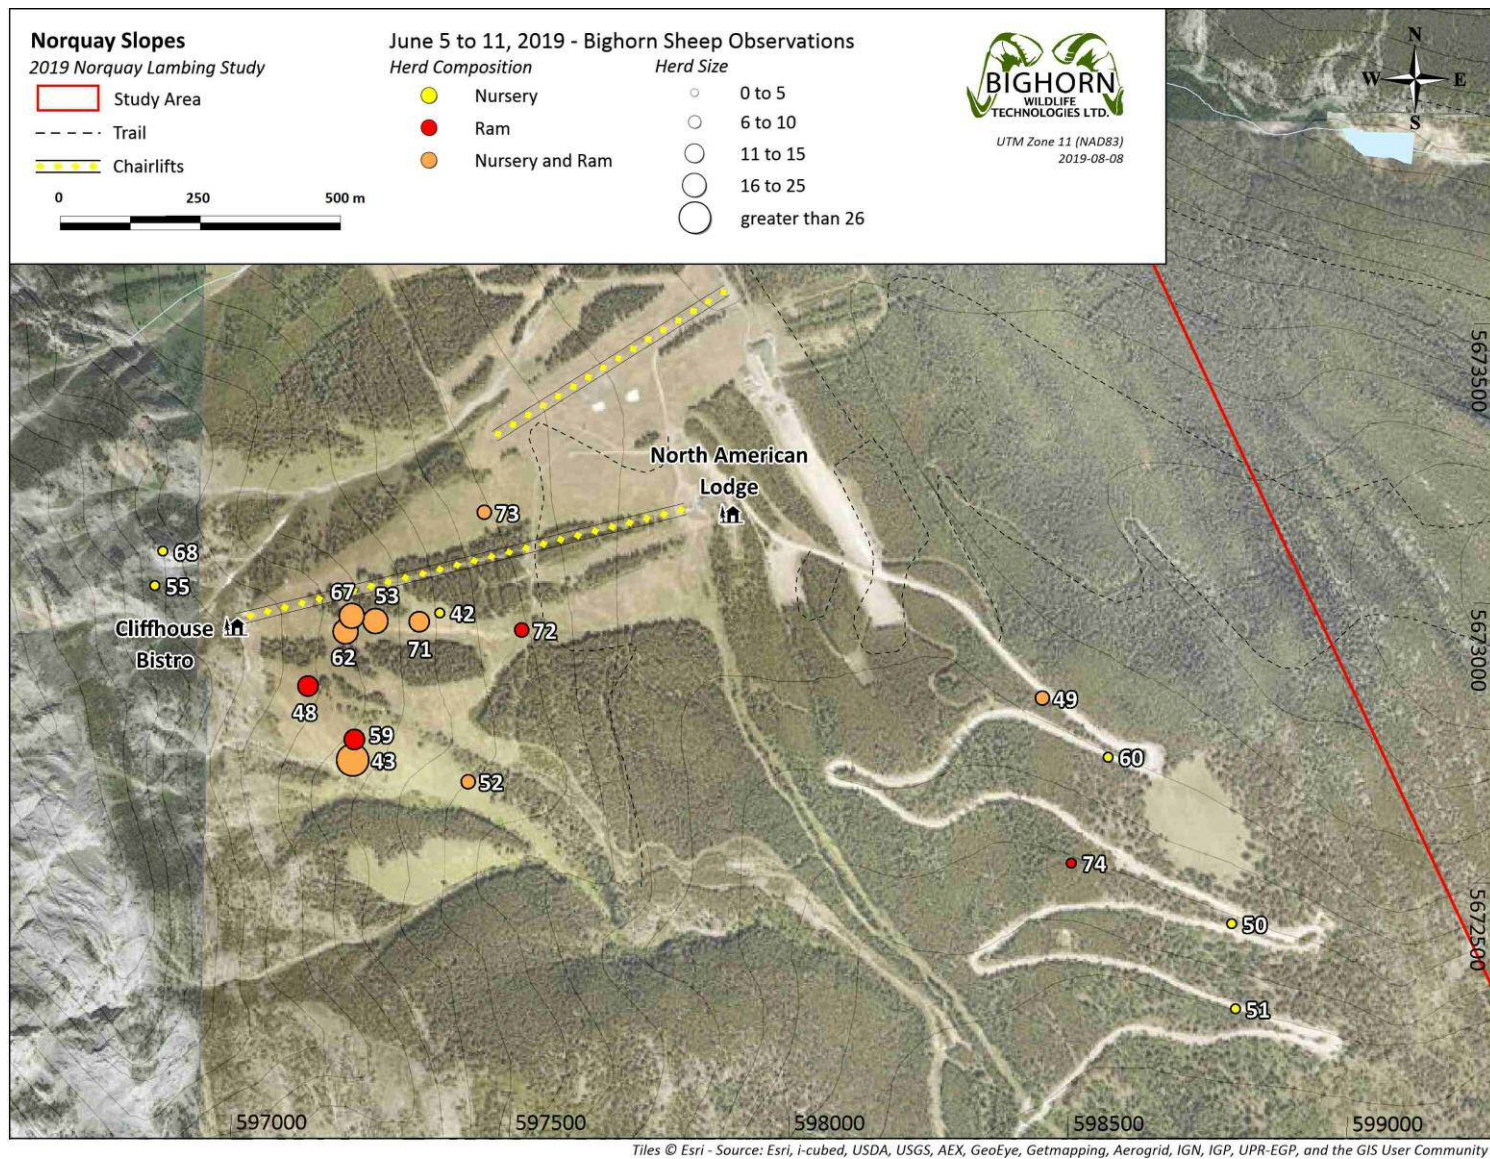 Norquay Slopes
2019 Norquay Lambing Study
Study Area
Trail
Chairlifts
0 250 500 m
June 5 to 11, 2019 - Bighorn Sheep Observations
Herd Composition
Nursery
Ram
Nursery and Ram
Herd Size
0 to 5
6 to 10
11 to 15
16 to 25
greater than 26
BIGHORN
WILDLIFE
TECHNOLOGIES LTD.
UTM Zone 11 (NAD83)
2019-08-08
N
W E
S
5673500
North American
Lodge
73
68
55
67 53
42
Cliffhouse
Bistro
62
71
72
5673000
48
49
59
43
60
52
74
50
5672500
51
597000 597500 598000 598500 599000
Tiles © Esri - Source: Esri, i-cubed, USDA, USGS, AEX, GeoEye, Getmapping, Aerogrid, IGN, IGP, UPR-EGP, and the GIS User Community